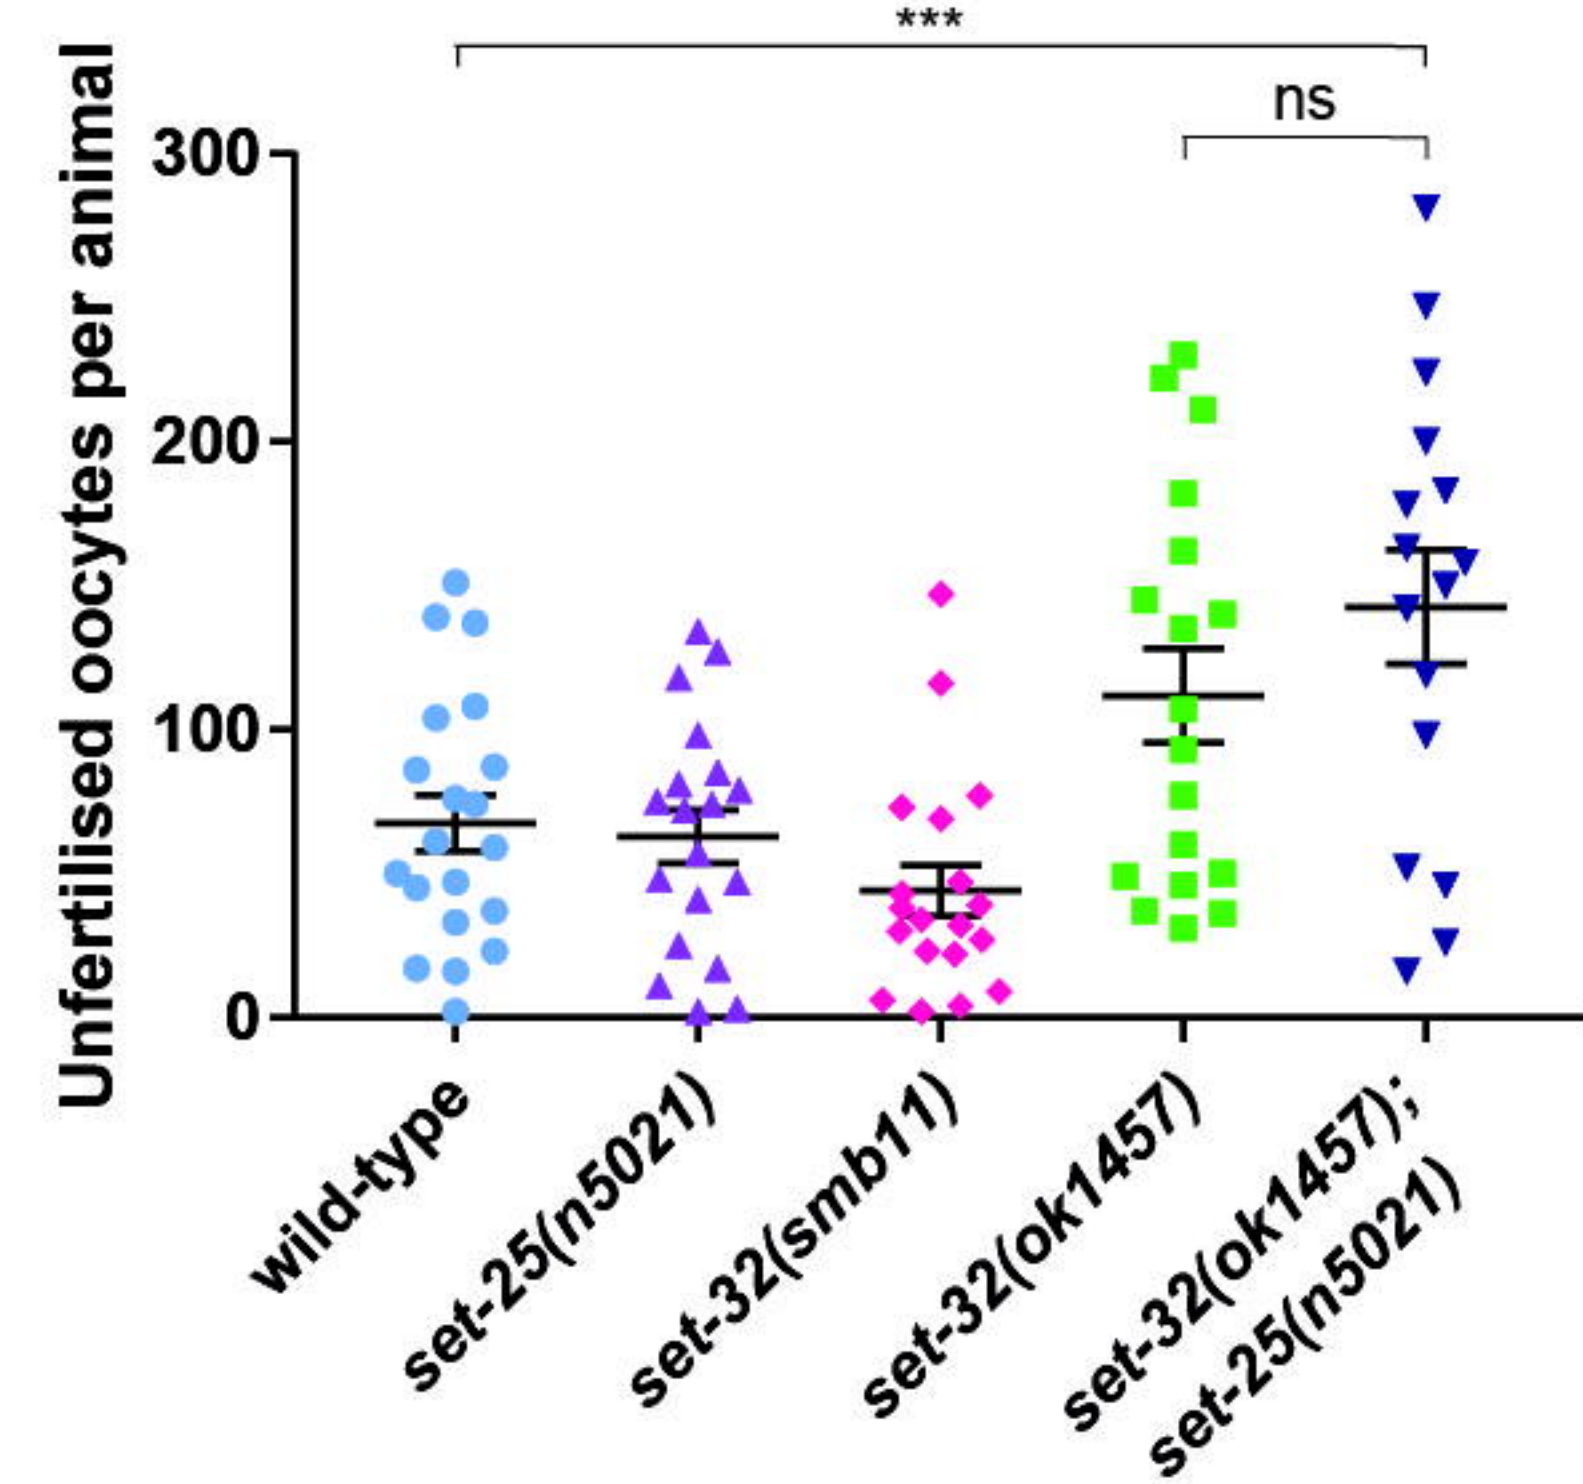 ***
ns
Unfertilised oocytes per animal
300
200
100
0
wild-type
set-25(n5021)
set-32(smb11)
set-32(ok1457)
set-32(ok1457);
set-25(n5021)